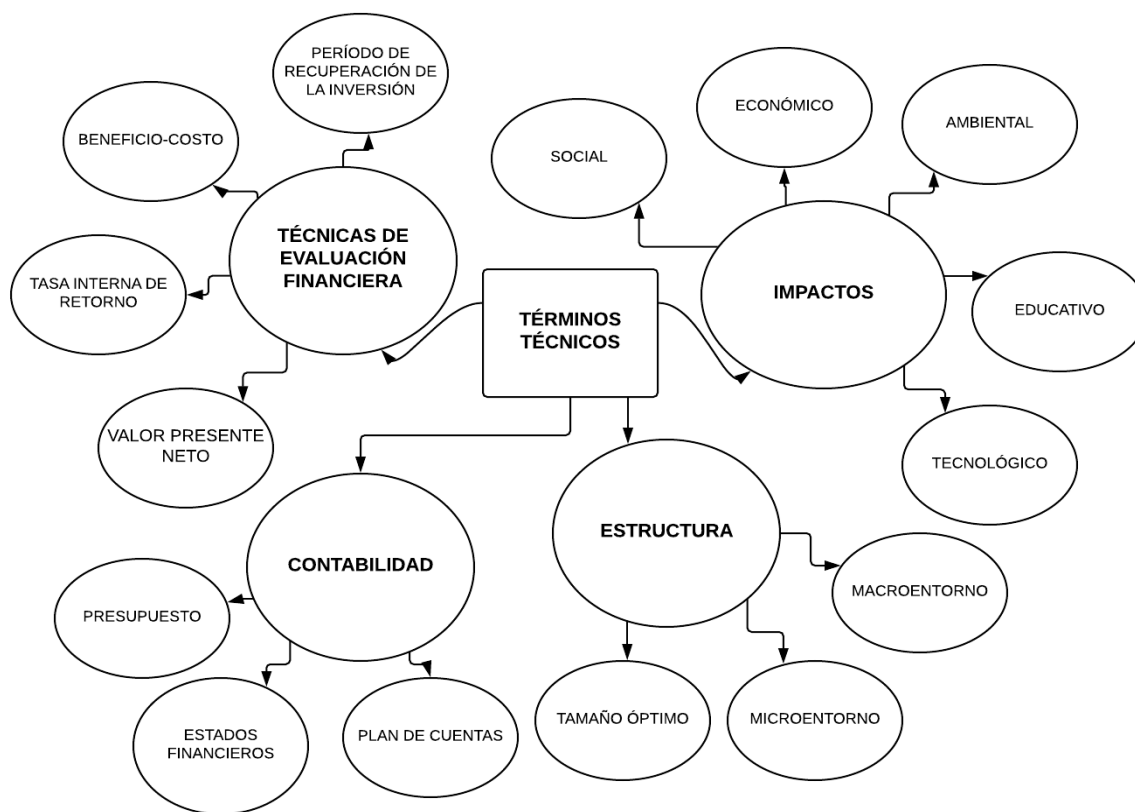 PERÍODO DE
RECUPERACIÓN DE
LA INVERSIÓN
BENEFICIO-COSTO
TÉCNICAS DE
EVALUACIÓN
FINANCIERA
TASA INTERNA DE
RETORNO
VALOR PRESENTE
NETO
TÉRMINOS
TÉCNICOS
SOCIAL
ECONÓMICO
AMBIENTAL
IMPACTOS
EDUCATIVO
TECNOLÓGICO
CONTABILIDAD
PRESUPUESTO
ESTADOS
FINANCIEROS
PLAN DE CUENTAS
ESTRUCTURA
MACROENTORNO
TAMAÑO ÓPTIMO
MICROENTORNO